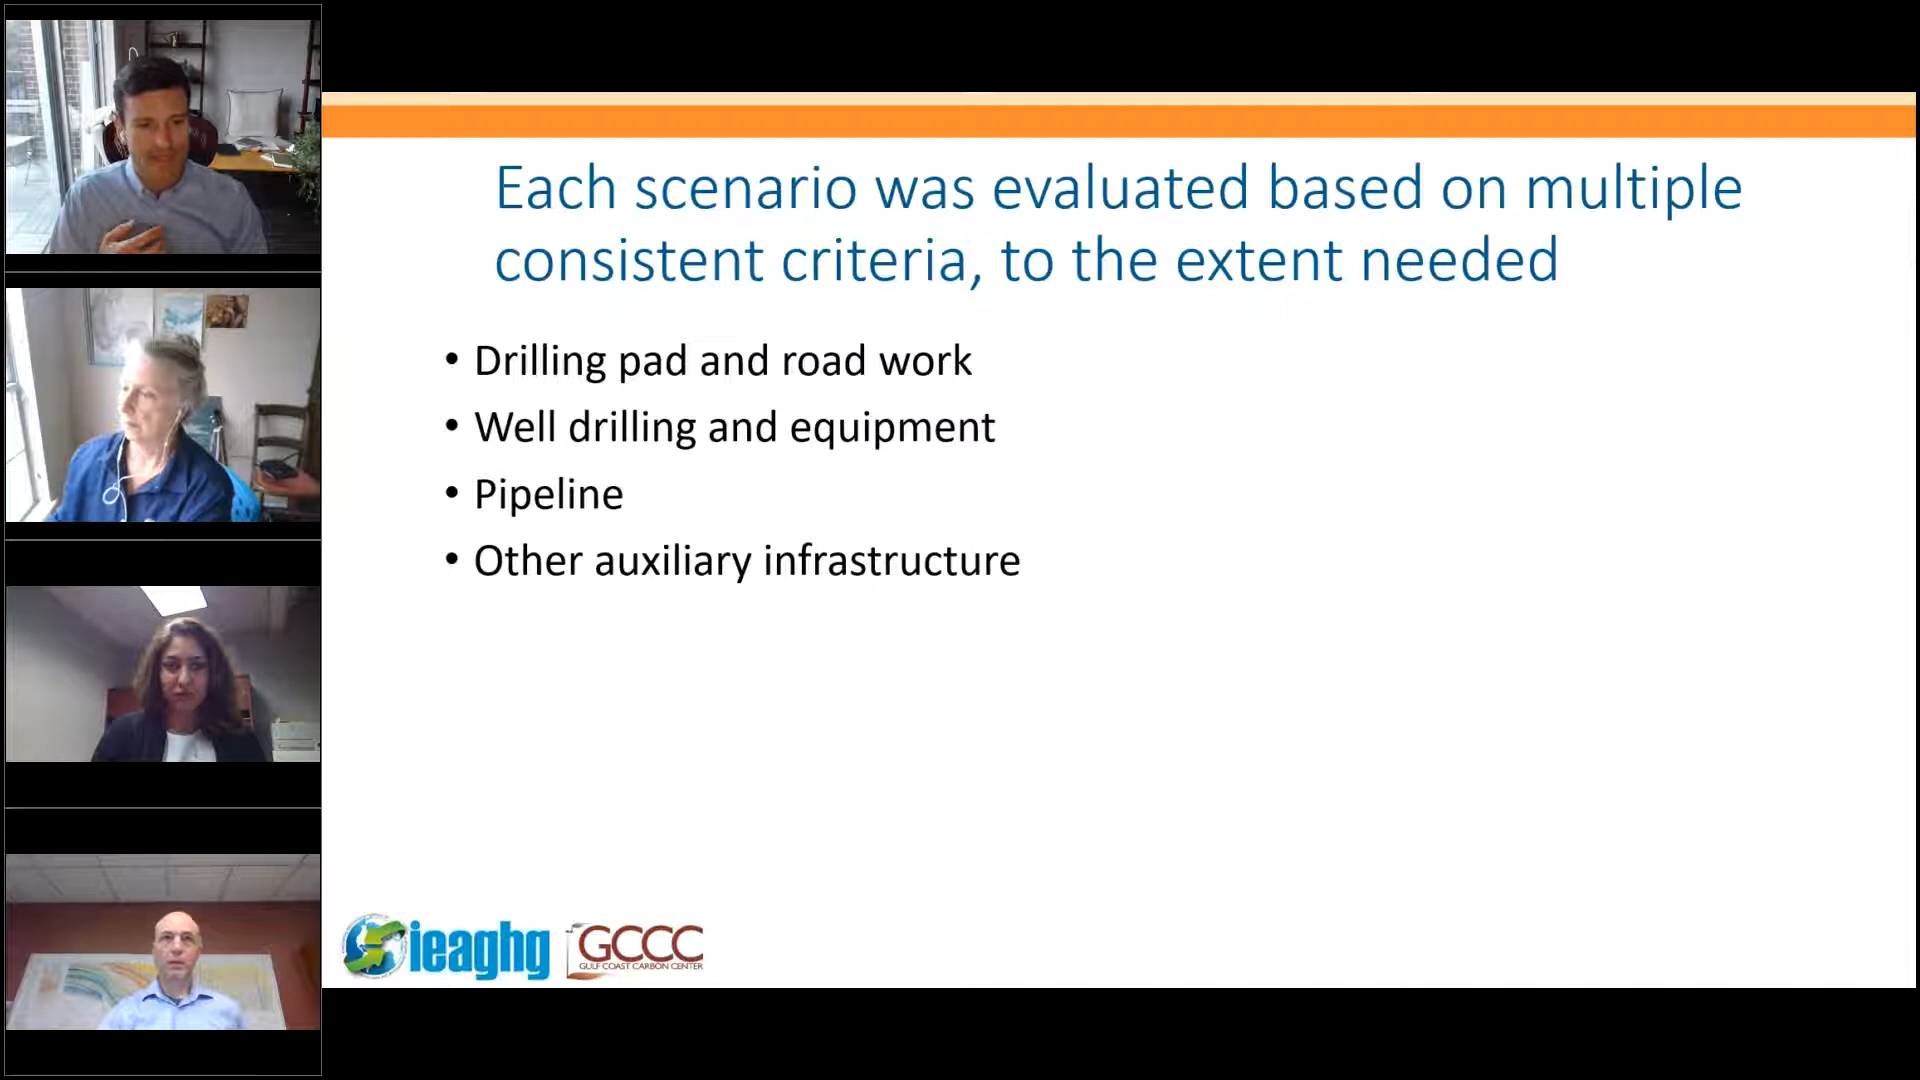 Each scenario was evaluated based on multiple
consistent criteria, to the extent needed
• Drilling pad and road work
• Well drilling and equipment
• Pipeline
• Other auxiliary infrastructure
ieaghg
GCCC
GULF COAST CARBON CENTER